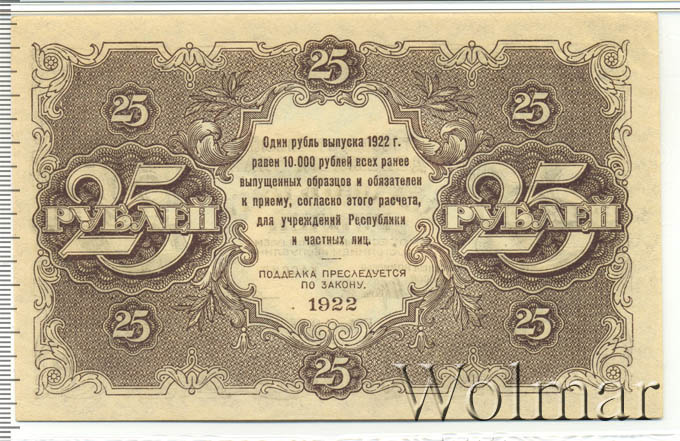 25
25
25
25
РУБЛЕЙ
Один рубль выпуска 1922 г.
равен 10.000 рублей всех ранее
выпущенных образцов и обязателен
к приему, согласно этого расчета,
для учреждений Республики
и частных лиц.
ПОДДЕЛКА ПРЕСЛЕДУЕТСЯ
ПО ЗАКОНУ.
1922
25
РУБЛЕЙ
25
25
25
Wolmar